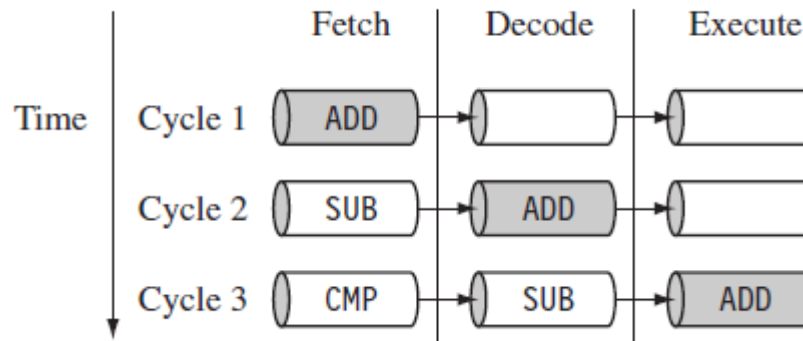 Fetch Decode Execute
Time Cycle 1 ADD
Cycle 2 SUB ADD
Cycle 3 CMP SUB ADD